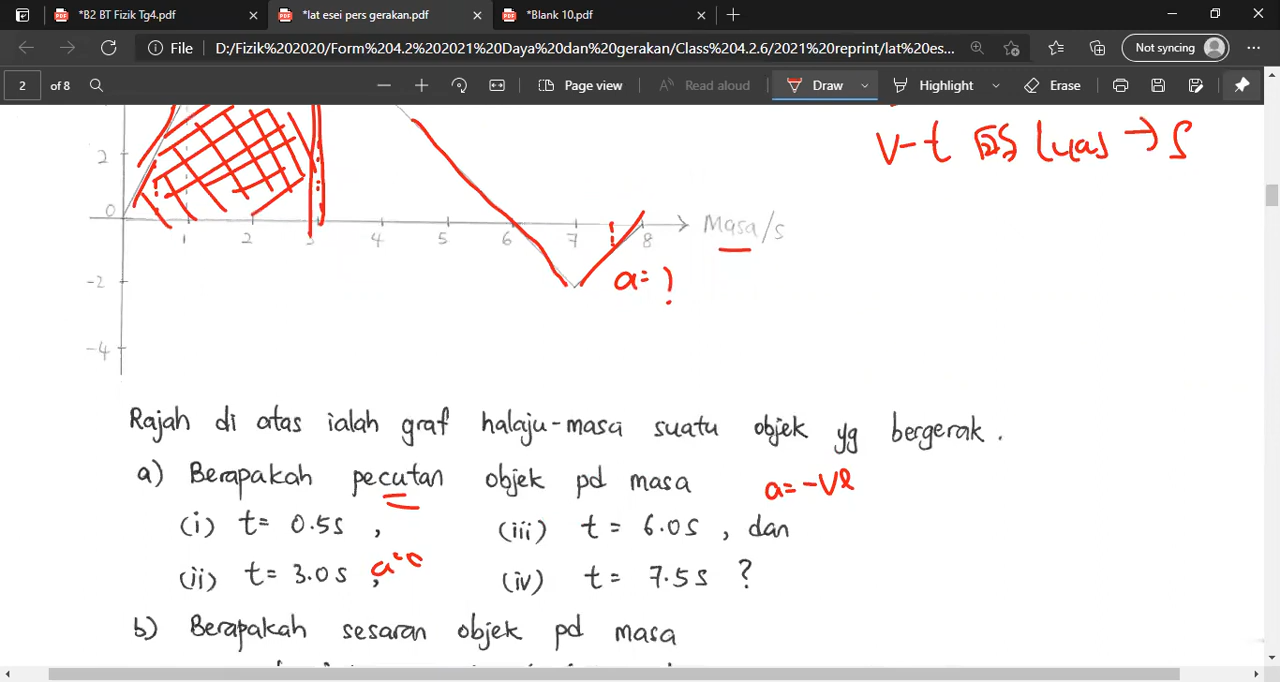 *B2 BT Fizik Tg4.pdf
*lat esei pers gerakan.pdf
*Blank 10.pdf
File
D:/Fizik%202020/Form%204.2%202021%20Daya%20dan%20gerakan/Class%204.2.6/2021%20reprint/lat%20es...
Not syncing
2 of 8
Page view
Read aloud
Draw
Highlight
Erase
v-t luas → s
2
0
1 2 3 4 5 6 7 8 Masa/s
a = ?
-2
-4
Rajah di atas ialah graf halaju-masa suatu objek yg bergerak.
a) Berapakah pecutan objek pd masa a = -ve
(i) t= 0.5s , (iii) t = 6.0s , dan
(ii) t= 3.0s , a=0 (iv) t = 7.5s ?
b) Berapakah sesaran objek pd masa